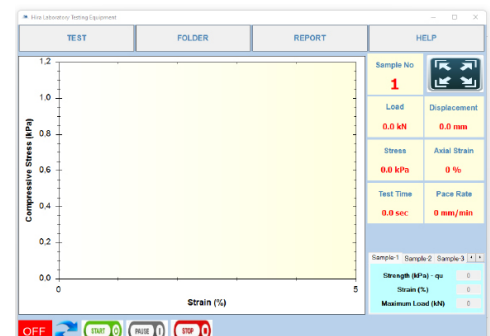 Hira Laboratory Testing Equipment
TEST FOLDER REPORT HELP
Sample No
1
Load Displacement
0.0 kN 0.0 mm
Stress Axial Strain
0.0 kPa 0 %
Test Time Pace Rate
0.0 sec 0 mm/min
Compressive Stress (kPa)
1,2
1,0
0,8
0,6
0,4
0,2
0,0
0 5
Strain (%)
Sample-1 Sample-2 Sample-3
Strength (kPa) - qu 0
Strain (%) 0
Maximum Load (kN) 0
OFF START PAUSE STOP